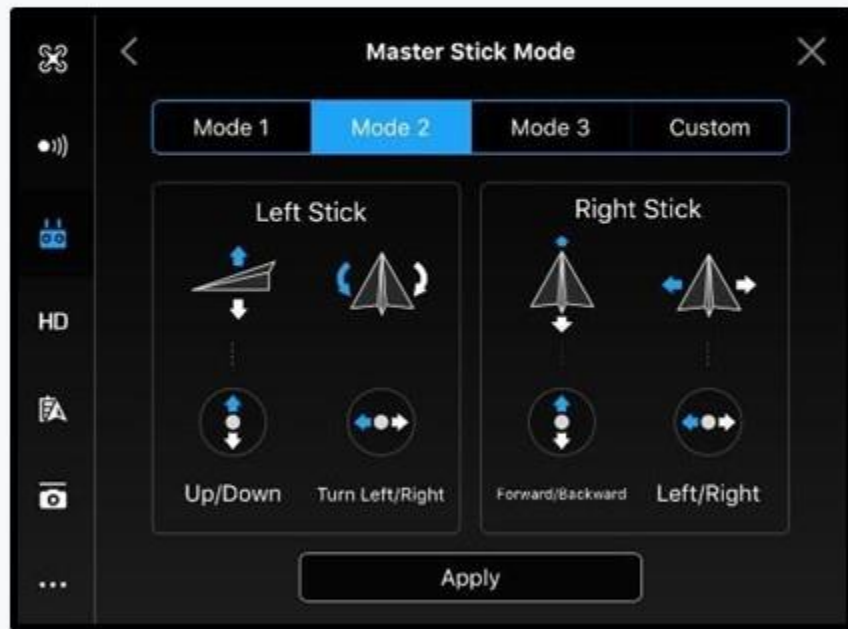 Master Stick Mode
Mode 1 Mode 2 Mode 3 Custom
Left Stick
Right Stick
HD
Up/Down Turn Left/Right
Forward/Backward Left/Right
Apply